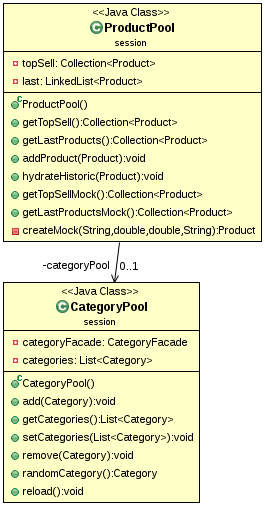 <<Java Class>>
ProductPool
session
topSell: Collection<Product>
last: LinkedList<Product>
ProductPool()
getTopSell():Collection<Product>
getLastProducts():Collection<Product>
addProduct(Product):void
hydrateHistoric(Product):void
getTopSellMock():Collection<Product>
getLastProductsMock():Collection<Product>
createMock(String,double,double,String):Product
-categoryPool 0..1
<<Java Class>>
CategoryPool
session
categoryFacade: CategoryFacade
categories: List<Category>
CategoryPool()
add(Category):void
getCategories():List<Category>
setCategories(List<Category>):void
remove(Category):void
randomCategory():Category
reload():void